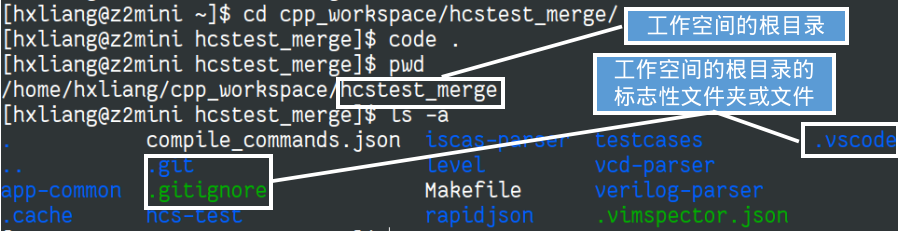 [hxliang@z2mini ~]$ cd cpp_workspace/hcstest_merge/
[hxliang@z2mini hcstest_merge]$ code .
工作空间的根目录
[hxliang@z2mini hcstest_merge]$ pwd
/home/hxliang/cpp_workspace/hcstest_merge
工作空间的根目录的
标志性文件夹或文件
[hxliang@z2mini hcstest_merge]$ ls -a
. compile_commands.json iscas-parser testcases .vscode
.. .git level vcd-parser
app-common .gitignore Makefile verilog-parser
.cache hcs-test rapidjson .vimspector.json